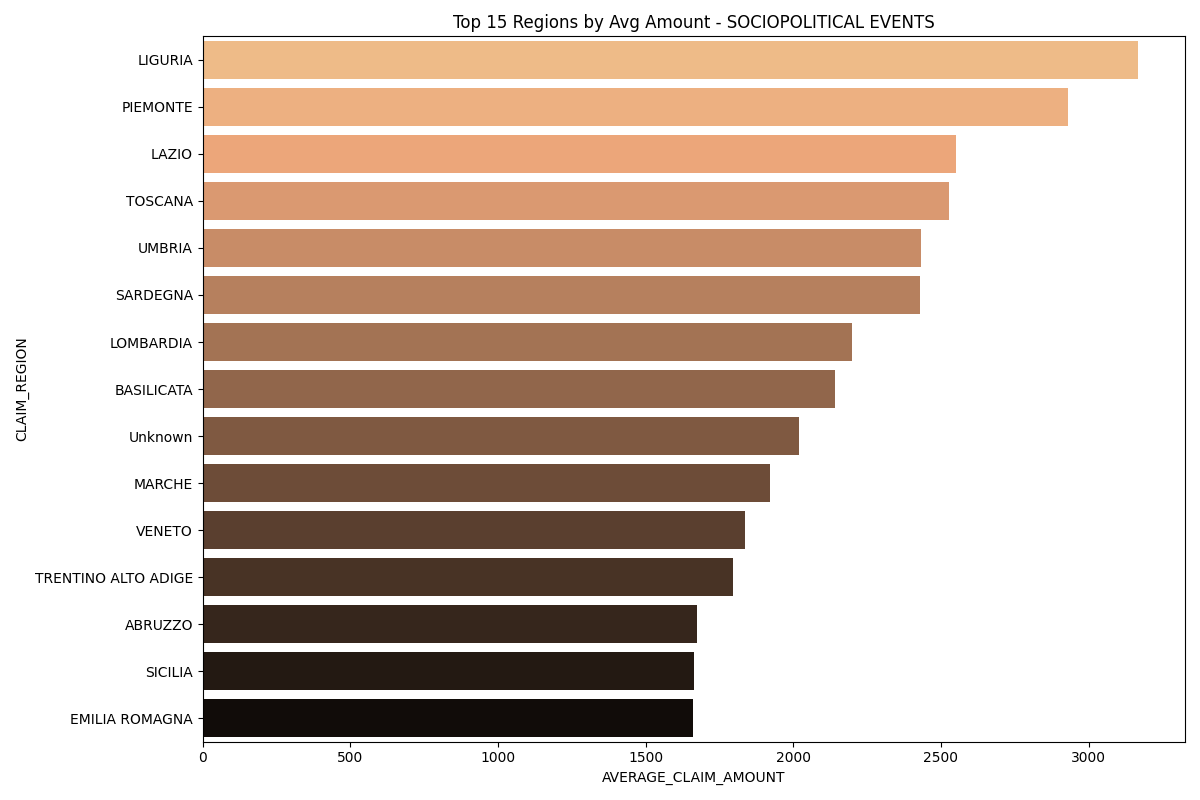 Top 15 Regions by Avg Amount - SOCIOPOLITICAL EVENTS
CLAIM_REGION
LIGURIA
PIEMONTE
LAZIO
TOSCANA
UMBRIA
SARDEGNA
LOMBARDIA
BASILICATA
Unknown
MARCHE
VENETO
TRENTINO ALTO ADIGE
ABRUZZO
SICILIA
EMILIA ROMAGNA
0 500 1000 1500 2000 2500 3000
AVERAGE_CLAIM_AMOUNT